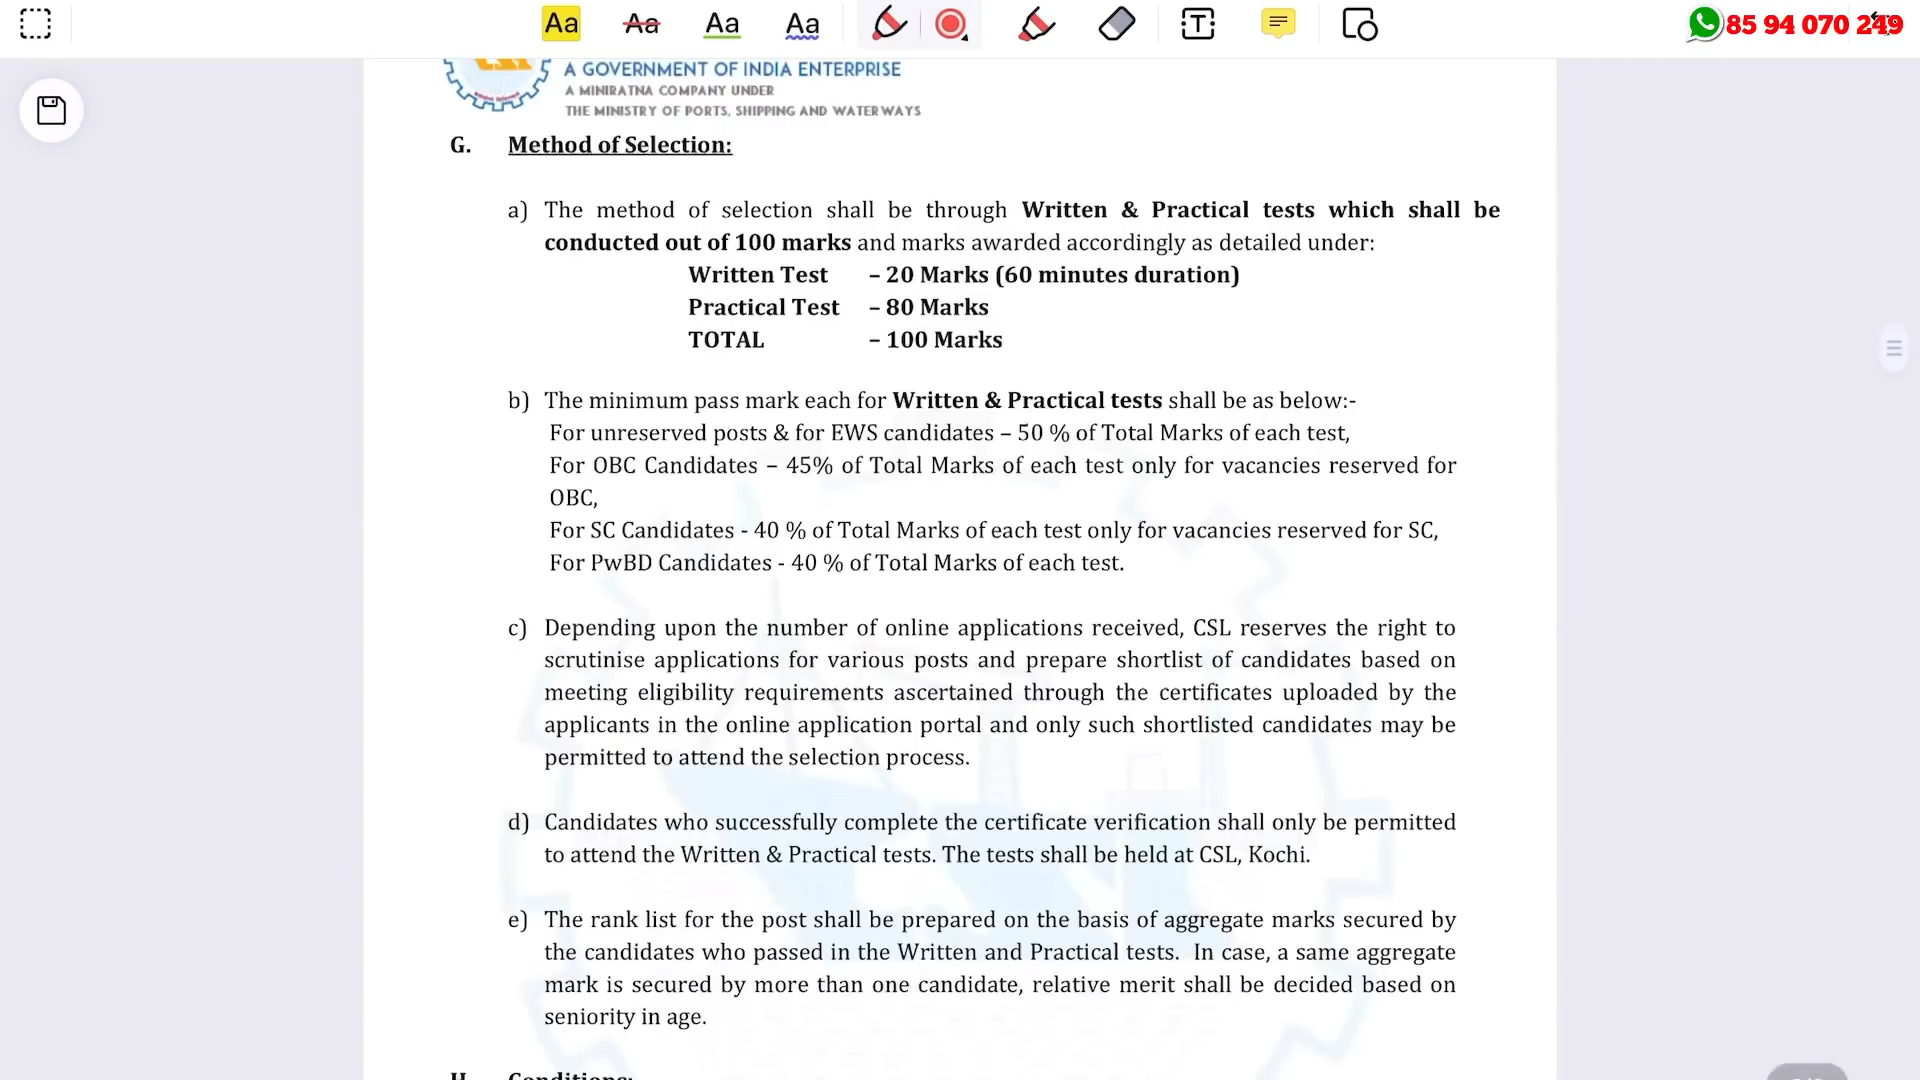 Aa Aa Aa Aa T
85 94 070 249
A GOVERNMENT OF INDIA ENTERPRISE
A MINIRATNA COMPANY UNDER
THE MINISTRY OF PORTS, SHIPPING AND WATERWAYS
G. Method of Selection:
a) The method of selection shall be through Written & Practical tests which shall be
conducted out of 100 marks and marks awarded accordingly as detailed under:
Written Test – 20 Marks (60 minutes duration)
Practical Test – 80 Marks
TOTAL – 100 Marks
b) The minimum pass mark each for Written & Practical tests shall be as below:-
For unreserved posts & for EWS candidates – 50 % of Total Marks of each test,
For OBC Candidates – 45% of Total Marks of each test only for vacancies reserved for
OBC,
For SC Candidates - 40 % of Total Marks of each test only for vacancies reserved for SC,
For PwBD Candidates - 40 % of Total Marks of each test.
c) Depending upon the number of online applications received, CSL reserves the right to
scrutinise applications for various posts and prepare shortlist of candidates based on
meeting eligibility requirements ascertained through the certificates uploaded by the
applicants in the online application portal and only such shortlisted candidates may be
permitted to attend the selection process.
d) Candidates who successfully complete the certificate verification shall only be permitted
to attend the Written & Practical tests. The tests shall be held at CSL, Kochi.
e) The rank list for the post shall be prepared on the basis of aggregate marks secured by
the candidates who passed in the Written and Practical tests. In case, a same aggregate
mark is secured by more than one candidate, relative merit shall be decided based on
seniority in age.
H. Conditions: